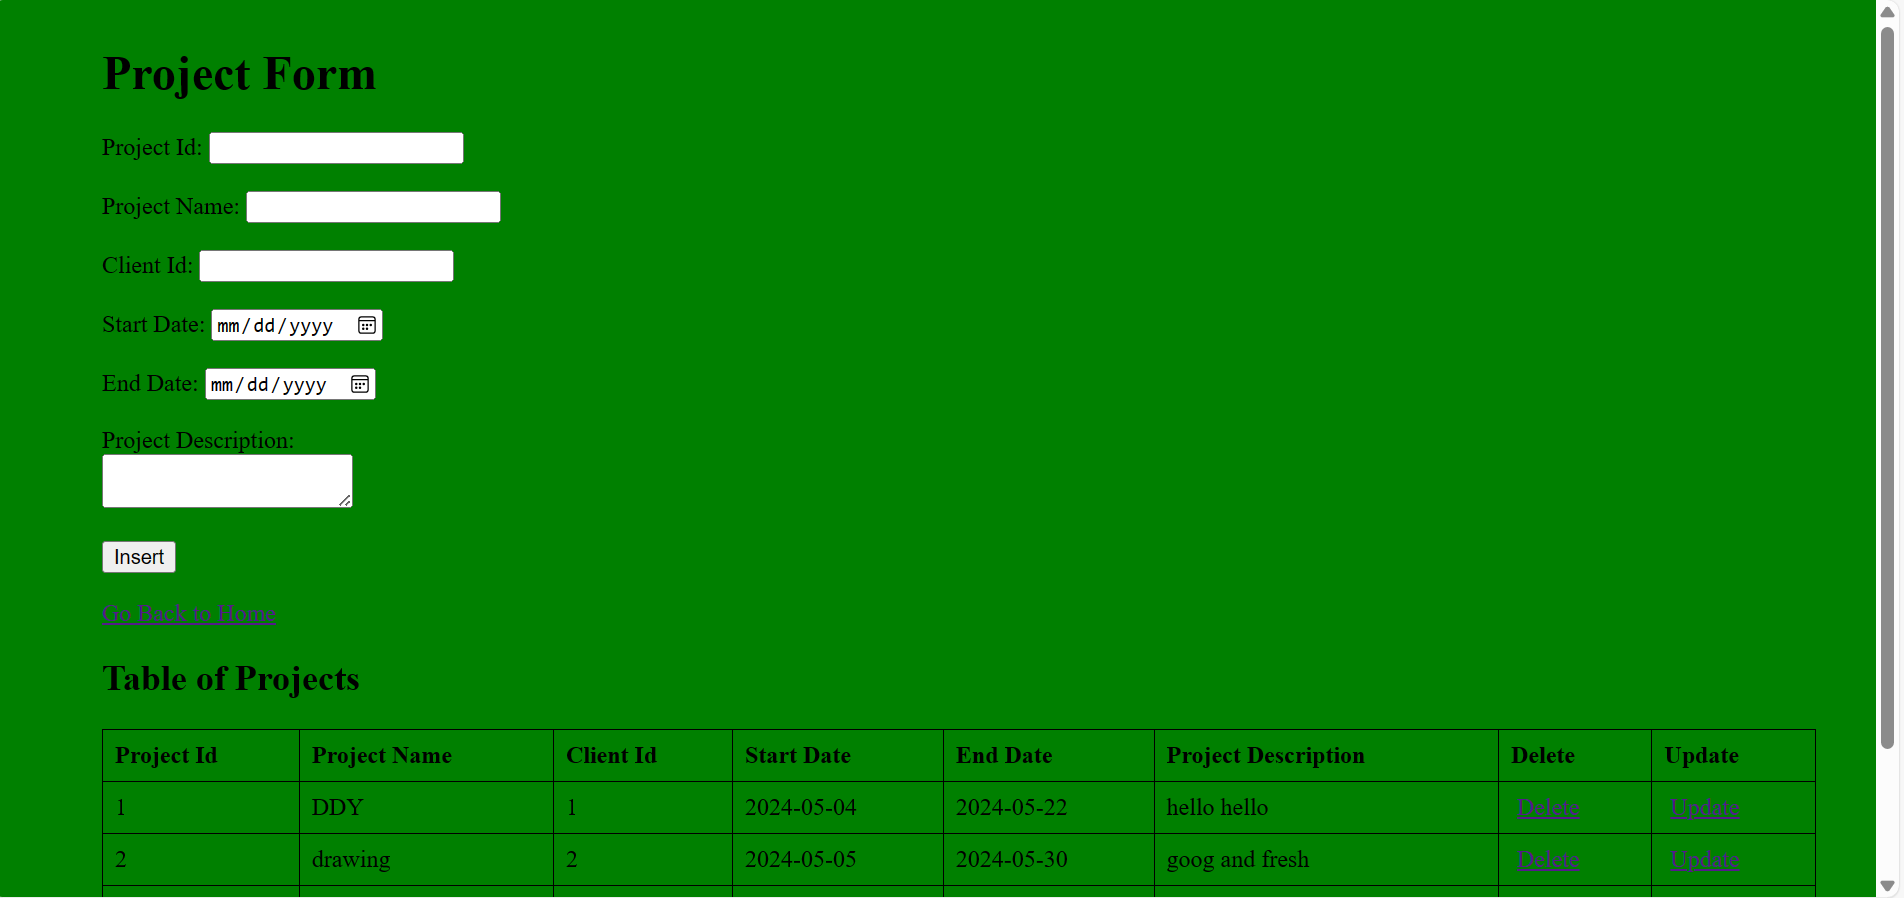 Project Form
Project Id:
Project Name:
Client Id:
Start Date: mm/dd/yyyy
End Date: mm/dd/yyyy
Project Description:
Insert
Go Back to Home
Table of Projects
Project Id Project Name Client Id Start Date End Date Project Description Delete Update
1 DDY 1 2024-05-04 2024-05-22 hello hello Delete Update
2 drawing 2 2024-05-05 2024-05-30 goog and fresh Delete Update